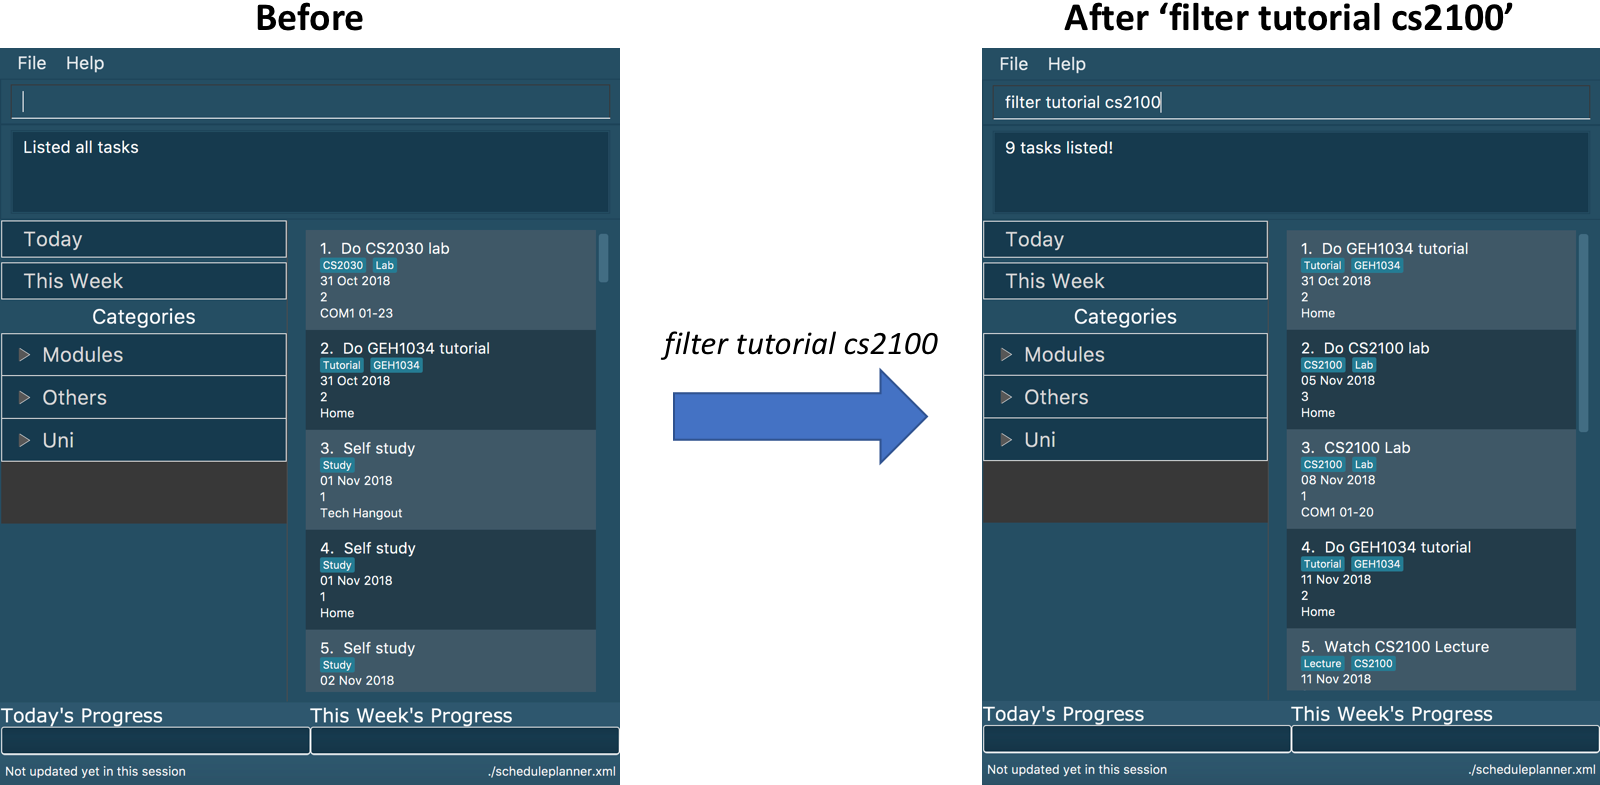 Before
File Help
Listed all tasks
Today
This Week
Categories
Modules
Others
Uni
1. Do CS2030 lab
CS2030 Lab
31 Oct 2018
2
COM1 01-23
2. Do GEH1034 tutorial
Tutorial GEH1034
31 Oct 2018
2
Home
3. Self study
Study
01 Nov 2018
1
Tech Hangout
4. Self study
Study
01 Nov 2018
1
Home
5. Self study
Study
02 Nov 2018
Today's Progress
This Week's Progress
Not updated yet in this session
./scheduleplanner.xml
filter tutorial cs2100
After ‘filter tutorial cs2100’
File Help
filter tutorial cs2100
9 tasks listed!
Today
This Week
Categories
Modules
Others
Uni
1. Do GEH1034 tutorial
Tutorial GEH1034
31 Oct 2018
2
Home
2. Do CS2100 lab
CS2100 Lab
05 Nov 2018
3
Home
3. CS2100 Lab
CS2100 Lab
08 Nov 2018
1
COM1 01-20
4. Do GEH1034 tutorial
Tutorial GEH1034
11 Nov 2018
2
Home
5. Watch CS2100 Lecture
Lecture CS2100
11 Nov 2018
Today's Progress
This Week's Progress
Not updated yet in this session
./scheduleplanner.xml